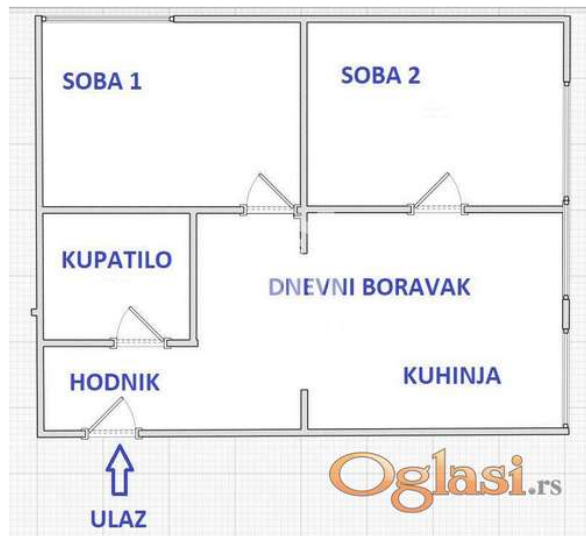 SOBA 1
SOBA 2
KUPATILO
DNEVNI BORAVAK
HODNIK
KUHINJA
Oglasi.rs
ULAZ